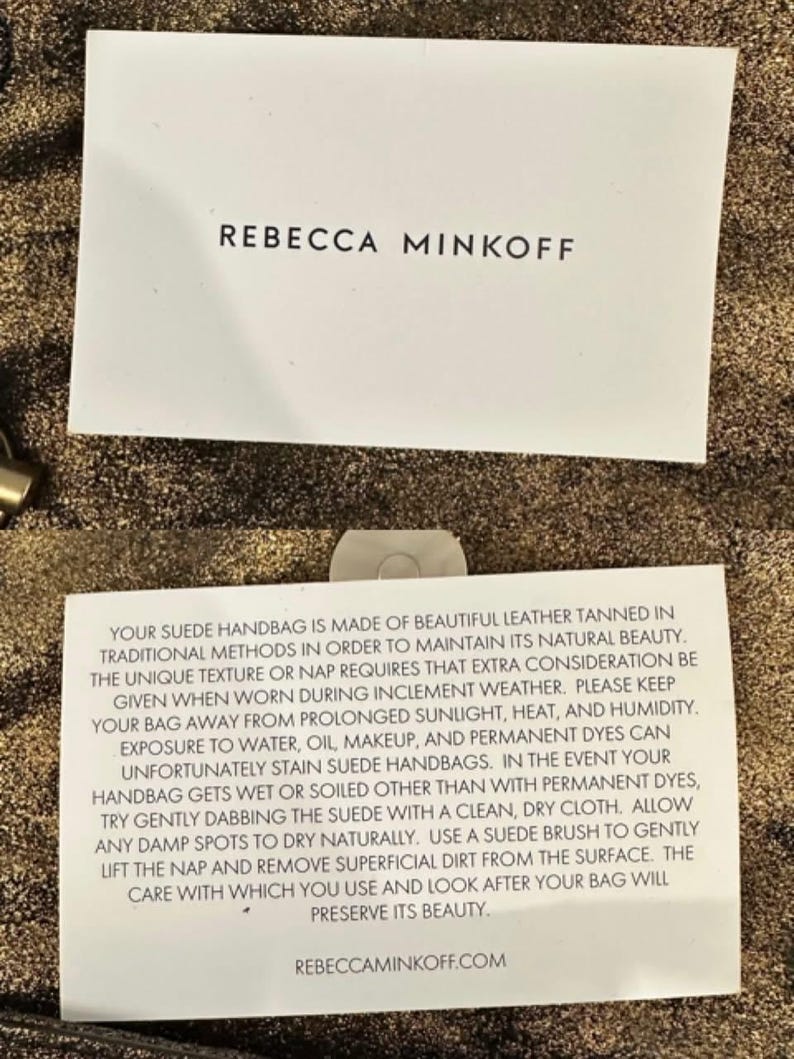 REBECCA MINKOFF
YOUR SUEDE HANDBAG IS MADE OF BEAUTIFUL LEATHER TANNED IN
TRADITIONAL METHODS IN ORDER TO MAINTAIN ITS NATURAL BEAUTY.
THE UNIQUE TEXTURE OR NAP REQUIRES THAT EXTRA CONSIDERATION BE
GIVEN WHEN WORN DURING INCLEMENT WEATHER. PLEASE KEEP
YOUR BAG AWAY FROM PROLONGED SUNLIGHT, HEAT, AND HUMIDITY.
EXPOSURE TO WATER, OIL, MAKEUP, AND PERMANENT DYES CAN
UNFORTUNATELY STAIN SUEDE HANDBAGS. IN THE EVENT YOUR
HANDBAG GETS WET OR SOILED OTHER THAN WITH PERMANENT DYES,
TRY GENTLY DABBING THE SUEDE WITH A CLEAN, DRY CLOTH. ALLOW
ANY DAMP SPOTS TO DRY NATURALLY. USE A SUEDE BRUSH TO GENTLY
LIFT THE NAP AND REMOVE SUPERFICIAL DIRT FROM THE SURFACE. THE
CARE WITH WHICH YOU USE AND LOOK AFTER YOUR BAG WILL
PRESERVE ITS BEAUTY.
REBECCAMINKOFF.COM